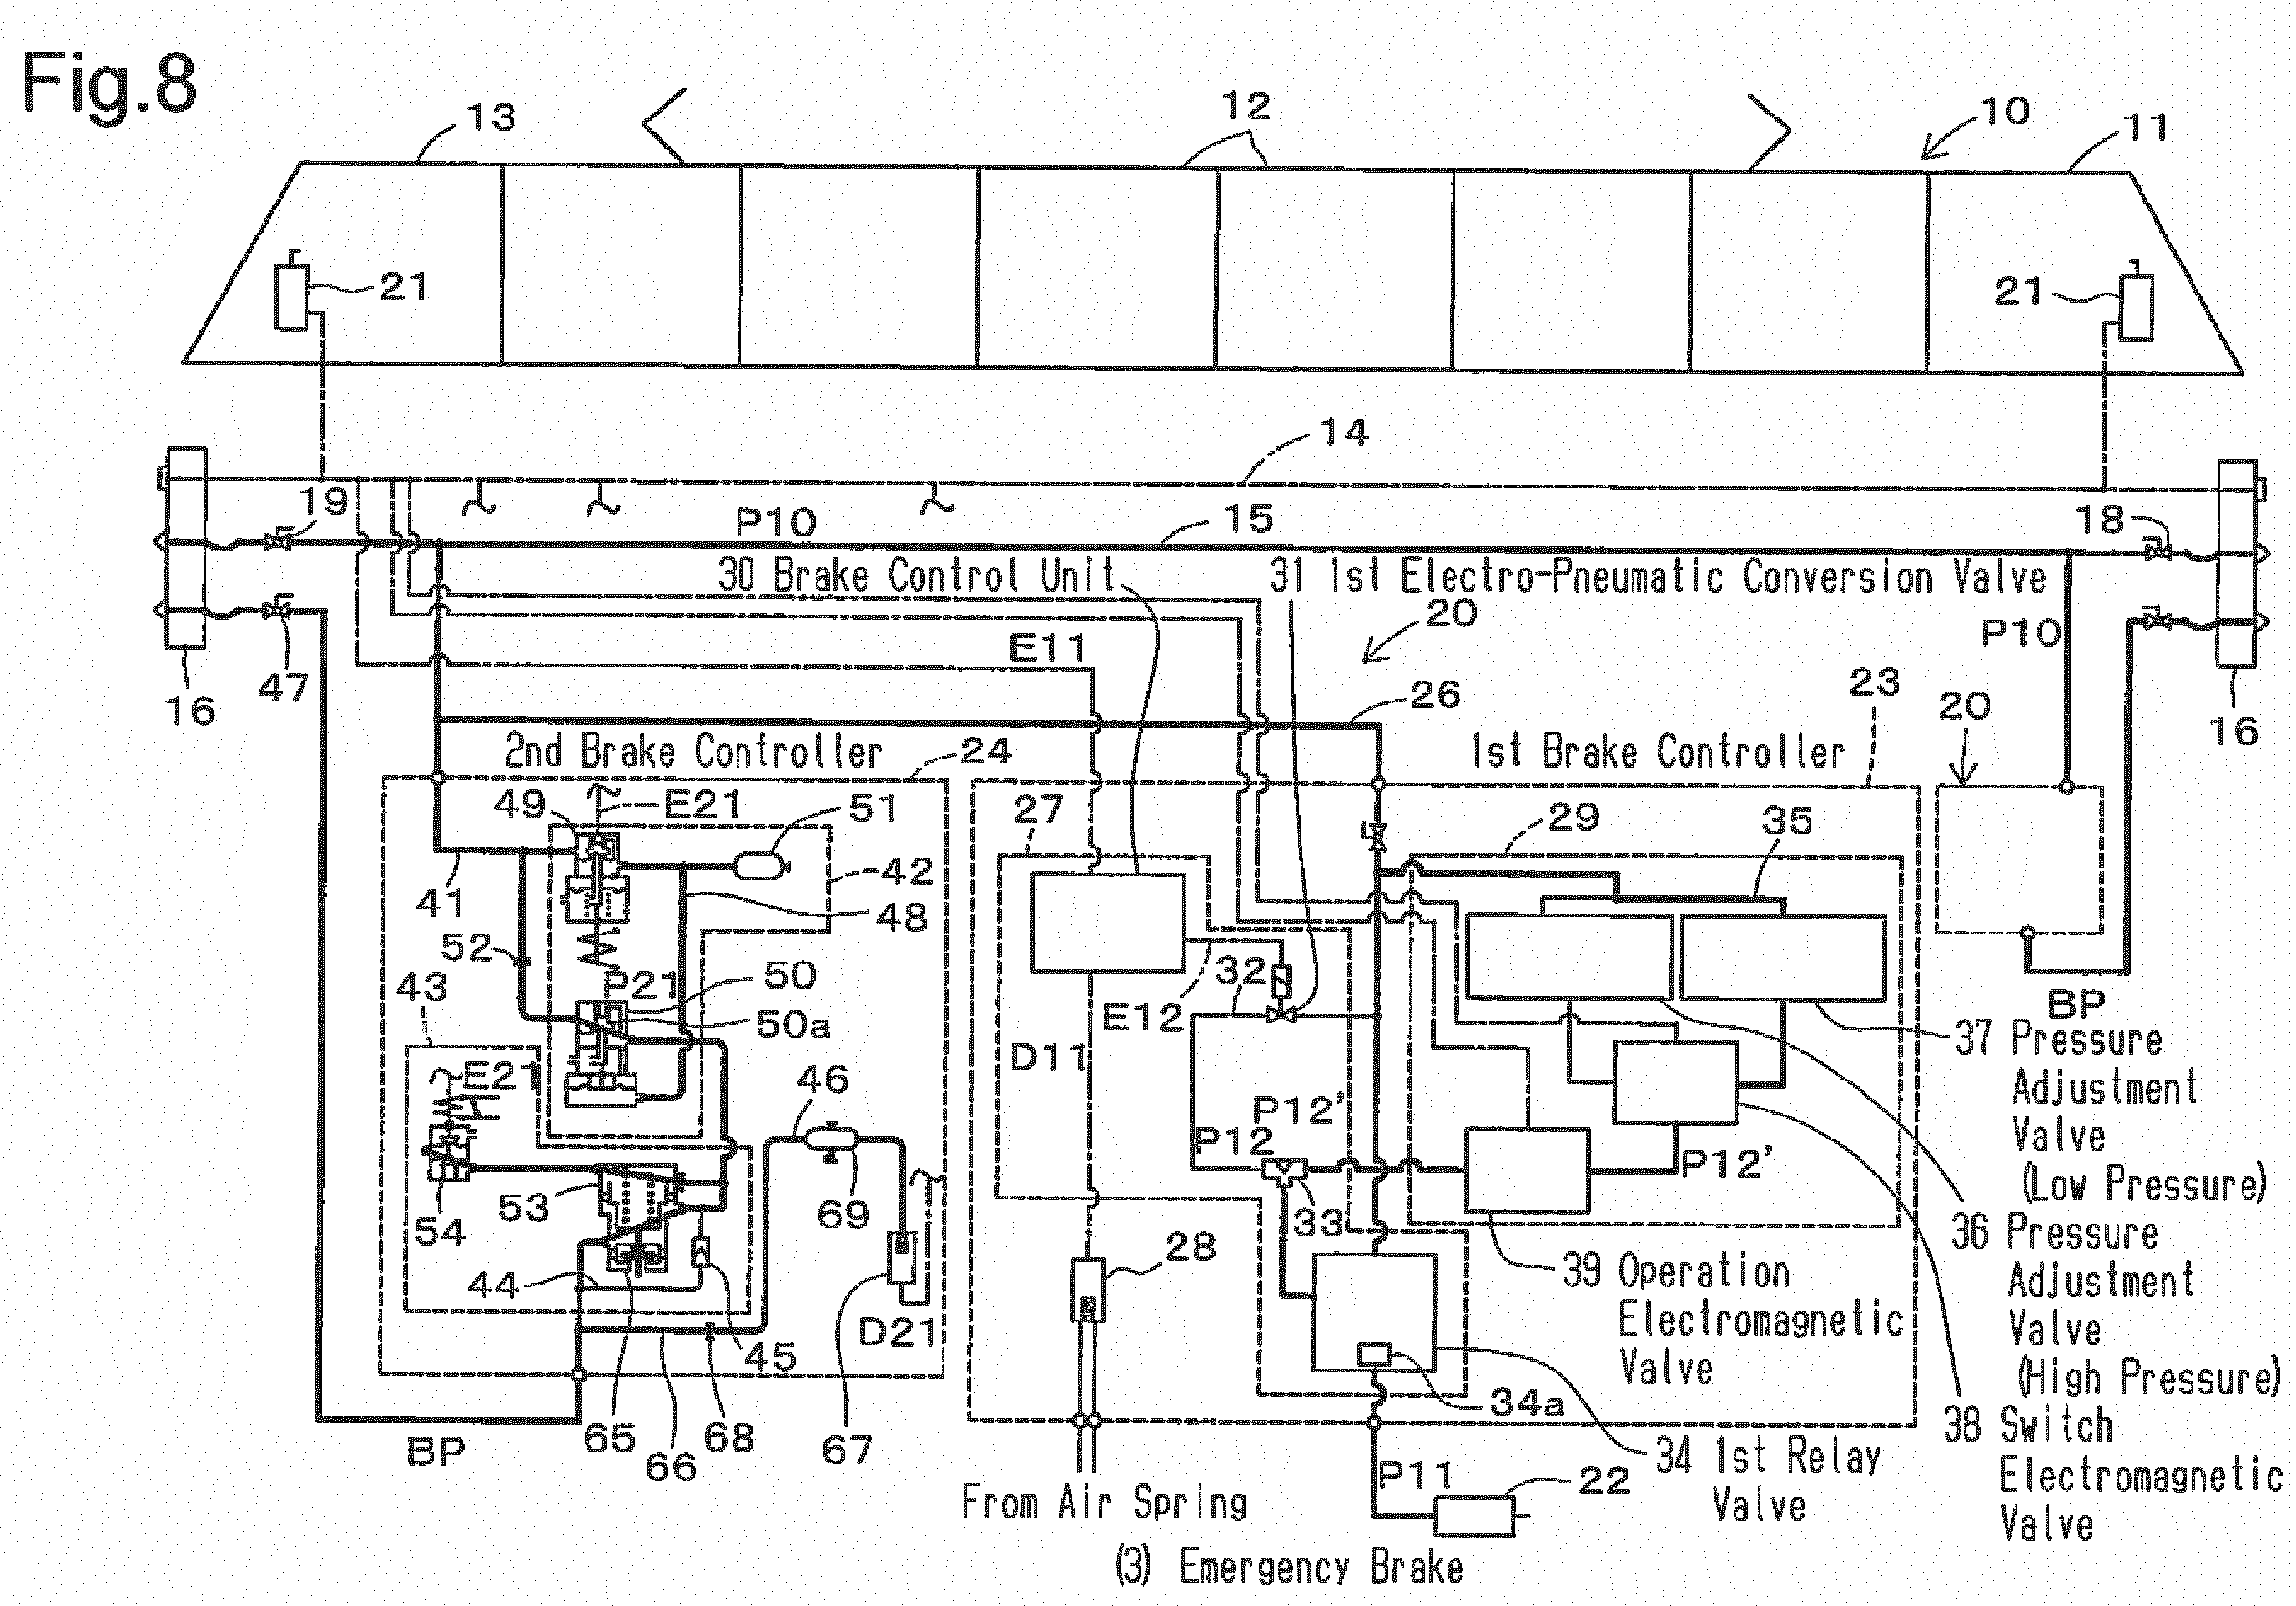 Fig.8
13
12
10
11
21
21
14
19
P10
15
18
30 Brake Control Unit
31 1st Electro-Pneumatic Conversion Valve
20
P10
E11
47
16
26
23
20
16
2nd Brake Controller
24
1st Brake Controller
49
E21
51
27
29
35
42
41
48
52
P21
50
32
43
50a
E12
BP
37 Pressure
Adjustment
Valve
(Low Pressure)
D11
E21
46
P12'
P12
P12'
53
54
69
33
36 Pressure
Adjustment
Valve
(High Pressure)
28
44
39 Operation
Electromagnetic
Valve
D21
45
34a
38 Switch
Electromagnetic
Valve
BP
65
66
68
67
34 1st Relay
Valve
P11
22
From Air Spring
(3) Emergency Brake